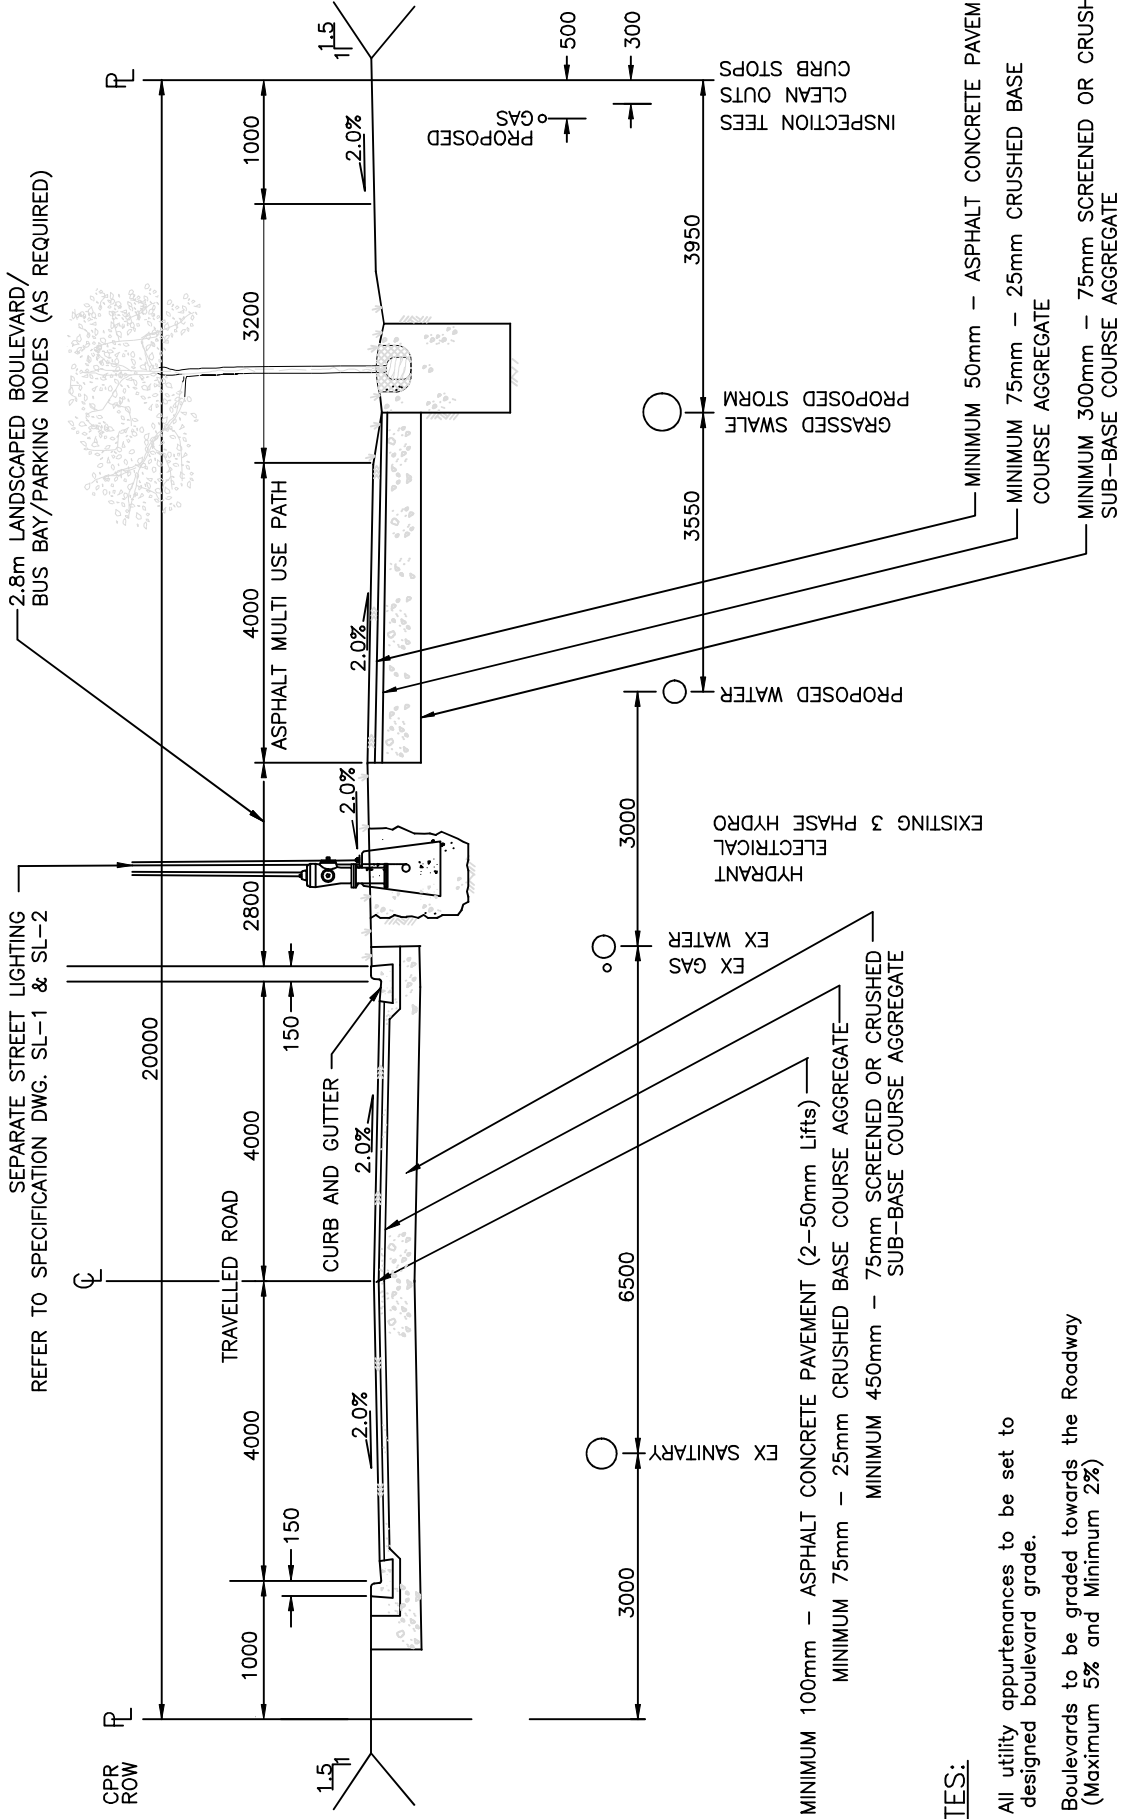 SEPARATE STREET LIGHTING
REFER TO SPECIFICATION DWG. SL-1 & SL-2
2.8m LANDSCAPED BOULEVARD/
BUS BAY/PARKING NODES (AS REQUIRED)
CPR
ROW
PL
CL
PL
20000
TRAVELLED ROAD
1000
4000
4000
2800
4000
3200
1000
ASPHALT MULTI USE PATH
150
150
CURB AND GUTTER
1.5
1
2.0%
2.0%
2.0%
2.0%
2.0%
1.5
1
PROPOSED
GAS
500
300
3000
6500
3000
3550
3950
EX SANITARY
EX GAS
EX WATER
HYDRANT
ELECTRICAL
EXISTING 3 PHASE HYDRO
PROPOSED WATER
GRASSED SWALE
PROPOSED STORM
INSPECTION TEES
CLEAN OUTS
CURB STOPS
MINIMUM 100mm - ASPHALT CONCRETE PAVEMENT (2-50mm Lifts)
MINIMUM 75mm - 25mm CRUSHED BASE COURSE AGGREGATE
MINIMUM 450mm - 75mm SCREENED OR CRUSHED
SUB-BASE COURSE AGGREGATE
MINIMUM 50mm - ASPHALT CONCRETE PAVEM
MINIMUM 75mm - 25mm CRUSHED BASE
COURSE AGGREGATE
MINIMUM 300mm - 75mm SCREENED OR CRUSH
SUB-BASE COURSE AGGREGATE
TES:
All utility appurtenances to be set to
designed boulevard grade.
Boulevards to be graded towards the Roadway
(Maximum 5% and Minimum 2%)